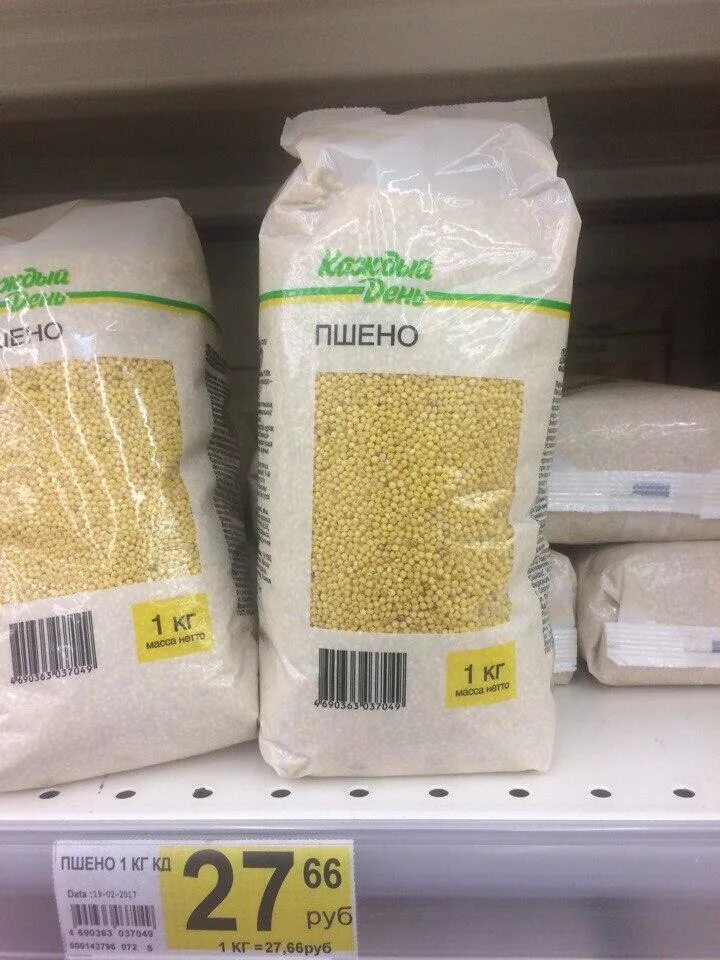 Каждый
День
ПШЕНО
1 КГ
масса нетто
4 690363 037049
Каждый
День
ПШЕНО
1 КГ
масса нетто
4 690363 037049
ПШЕНО 1 КГ КД
Data :19-02-2017
4 690363 037049
000143796 072 S
27 66
руб
1 КГ =27,66руб